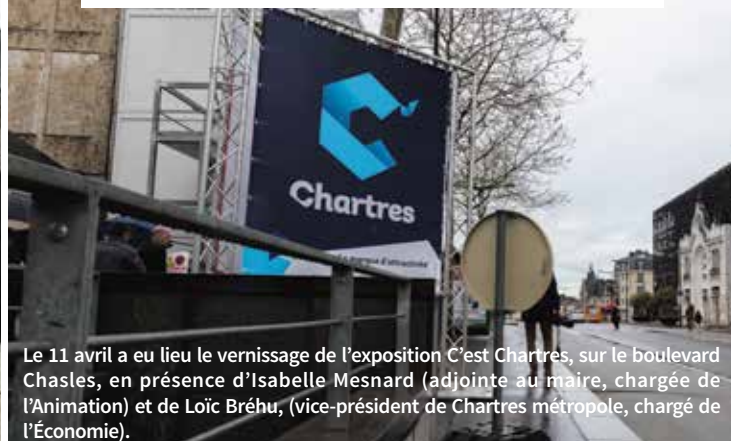 Chartres
marque d'attractivité
Le 11 avril a eu lieu le vernissage de l'exposition C'est Chartres, sur le boulevard
Chasles, en présence d'Isabelle Mesnard (adjointe au maire, chargée de
l'Animation) et de Loïc Bréhu, (vice-président de Chartres métropole, chargé de
l'Économie).